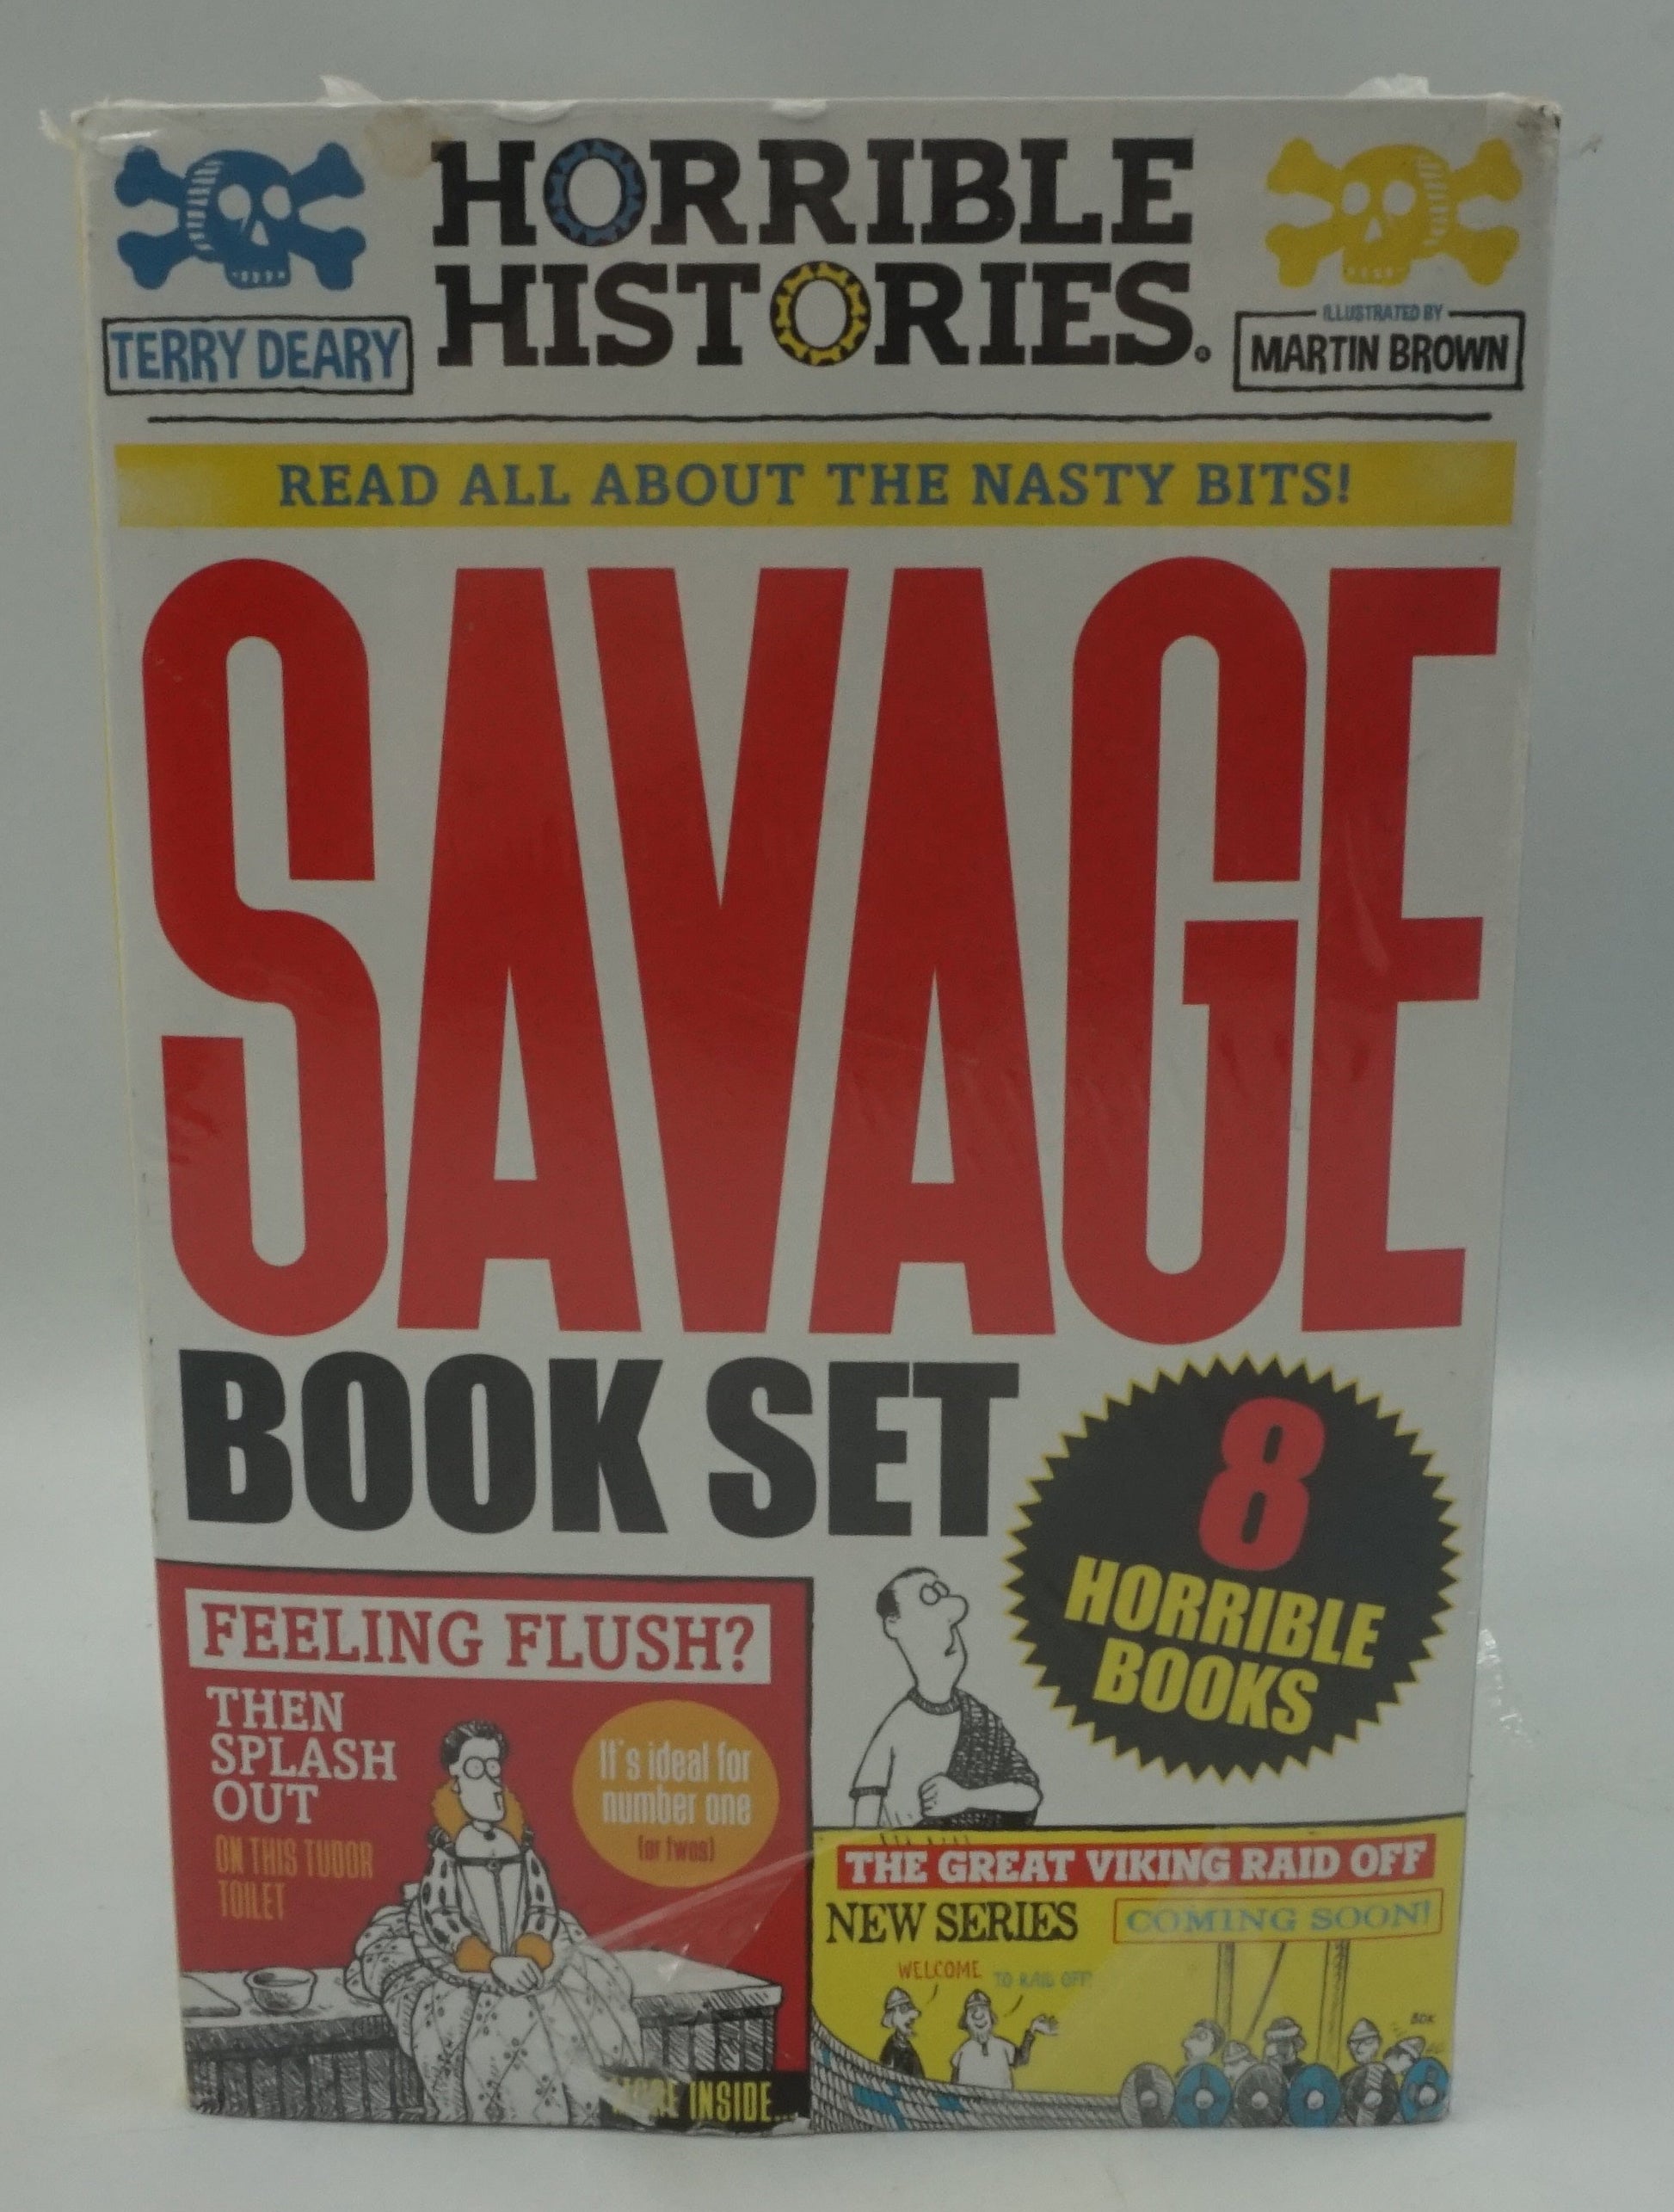 HORRIBLE
HISTORIES®
TERRY DEARY
ILLUSTRATED BY
MARTIN BROWN
READ ALL ABOUT THE NASTY BITS!
SAVAGE
BOOK SET
8
HORRIBLE
BOOKS
FEELING FLUSH?
THEN
SPLASH
OUT
ON THIS TUDOR
TOILET
It's ideal for
number one
(or twos)
MORE INSIDE...
THE GREAT VIKING RAID OFF
NEW SERIES
COMING SOON!
WELCOME
TO RAID OFF!